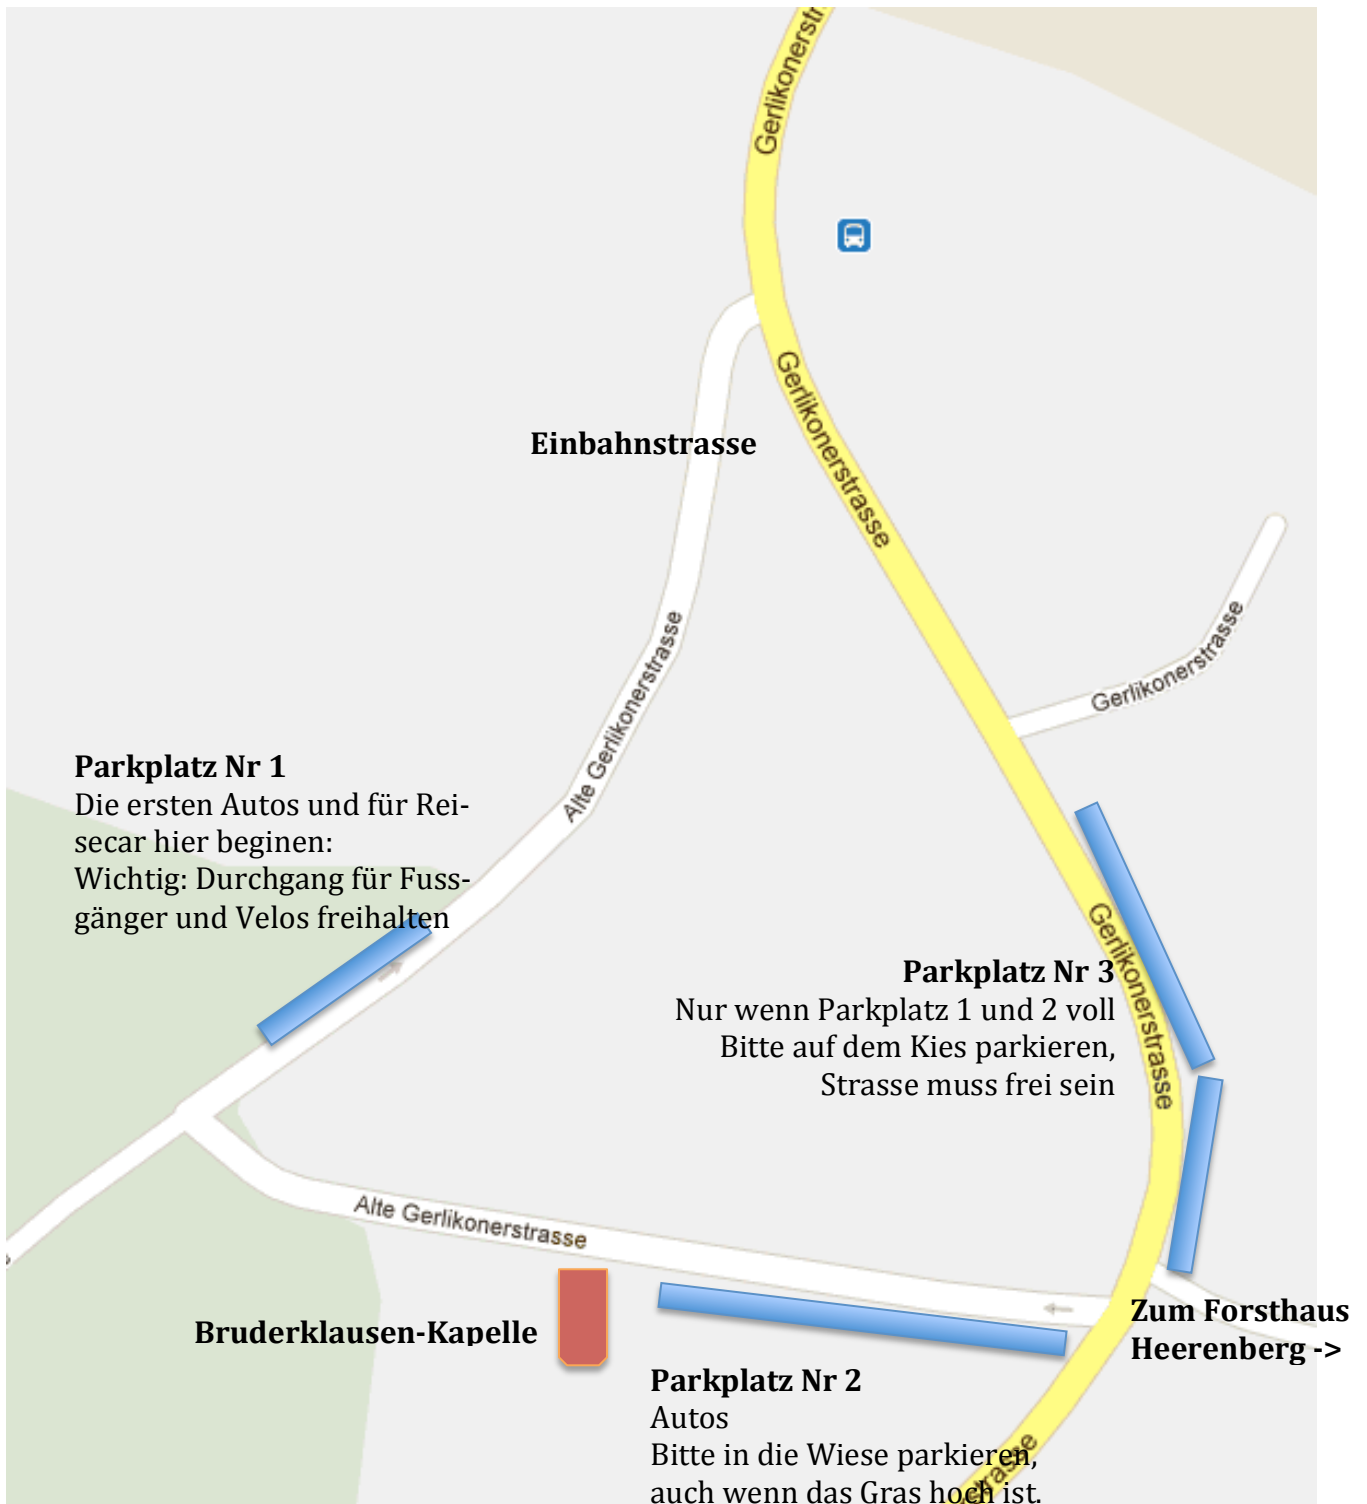 Gerlikonerstr
Gerlikonerstrasse
Einbahnstrasse
Gerlikonerstrasse
Alte Gerlikonerstrasse
Parkplatz Nr 1
Die ersten Autos und für Rei-
secar hier beginen:
Wichtig: Durchgang für Fuss-
gänger und Velos freihalten
Gerlikonerstrasse
Parkplatz Nr 3
Nur wenn Parkplatz 1 und 2 voll
Bitte auf dem Kies parkieren,
Strasse muss frei sein
Alte Gerlikonerstrasse
Bruderklausen-Kapelle
Zum Forsthaus
Heerenberg ->
Parkplatz Nr 2
Autos
Bitte in die Wiese parkieren,
auch wenn das Gras hoch ist.
strasse